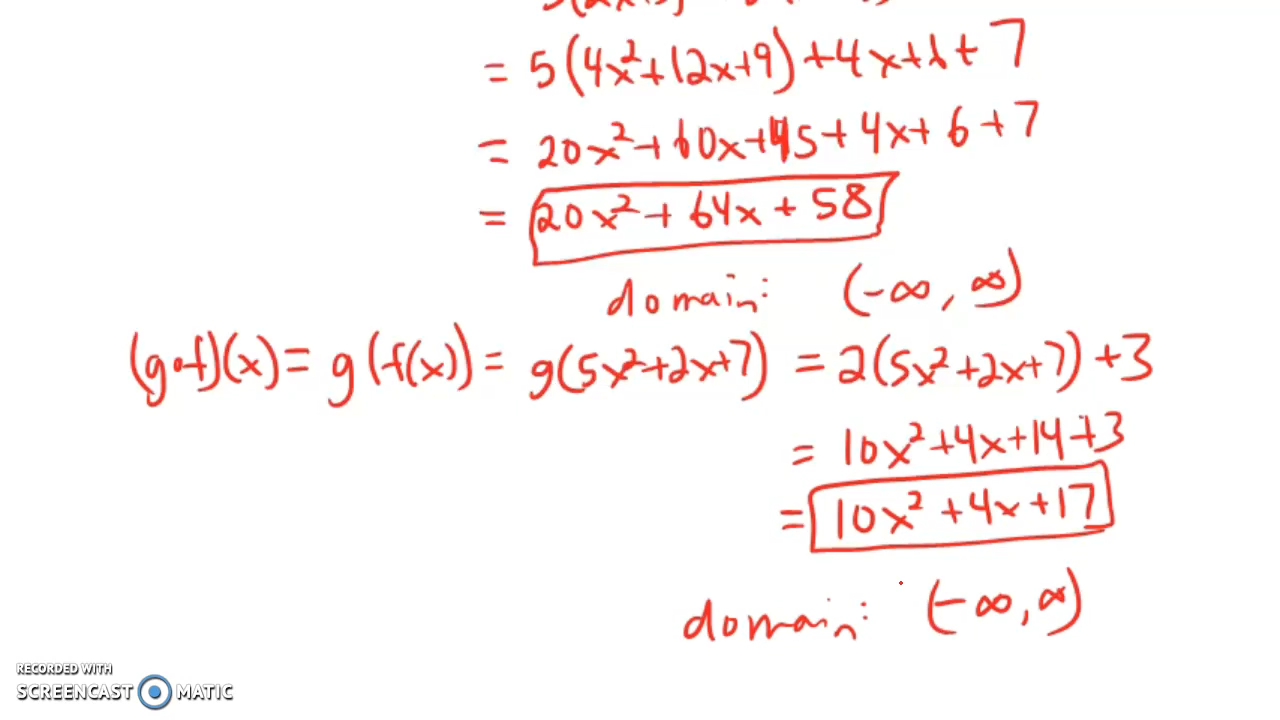 = 5(4x²+12x+9)+4x+6+7
= 20x²+60x+45+4x+6+7
= 20x²+64x+58
domain: (-∞, ∞)
(g∘f)(x) = g(f(x)) = g(5x²+2x+7) = 2(5x²+2x+7)+3
= 10x²+4x+14+3
= 10x²+4x+17
domain: (-∞, ∞)
RECORDED WITH
SCREENCAST MATIC